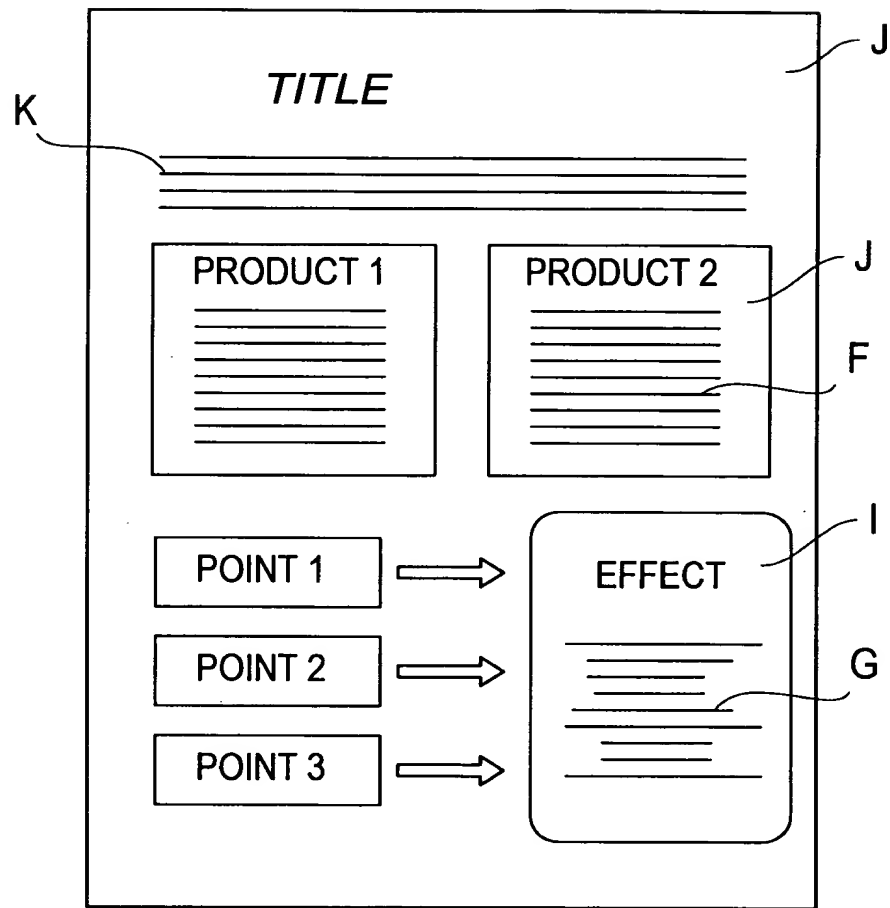 J
TITLE
K
PRODUCT 1 PRODUCT 2 J
F
I
POINT 1 EFFECT
POINT 2 G
POINT 3